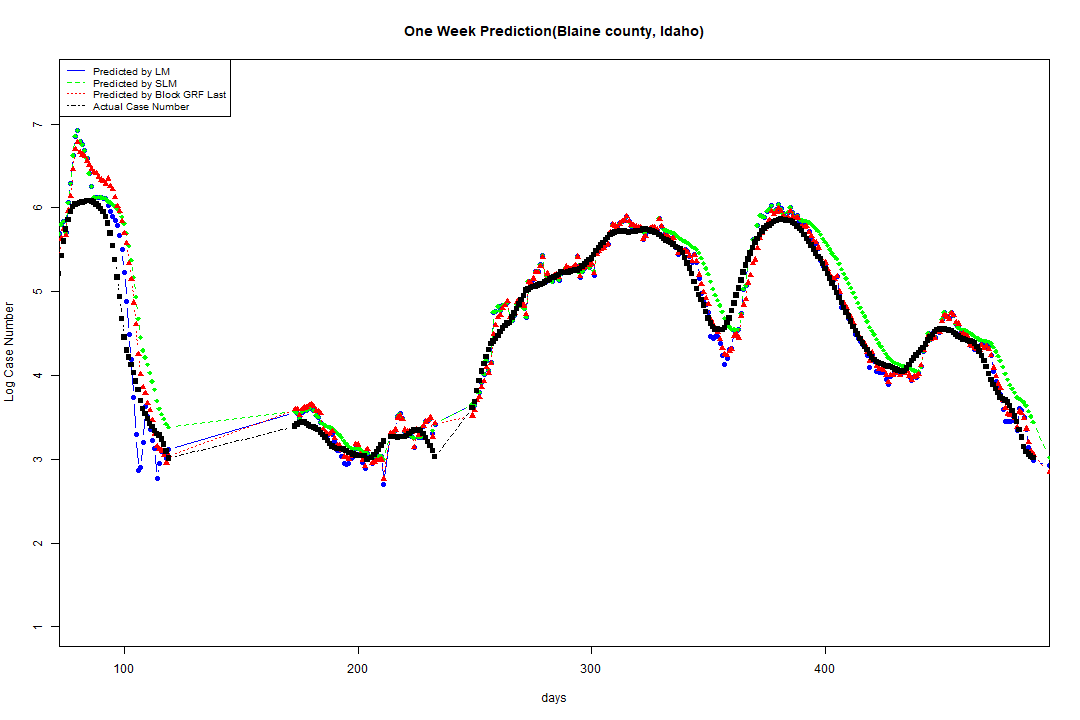 One Week Prediction(Blaine county, Idaho)
Predicted by LM
Predicted by SLM
Predicted by Block GRF Last
Actual Case Number
Log Case Number
7
6
5
4
3
2
1
100 200 300 400
days